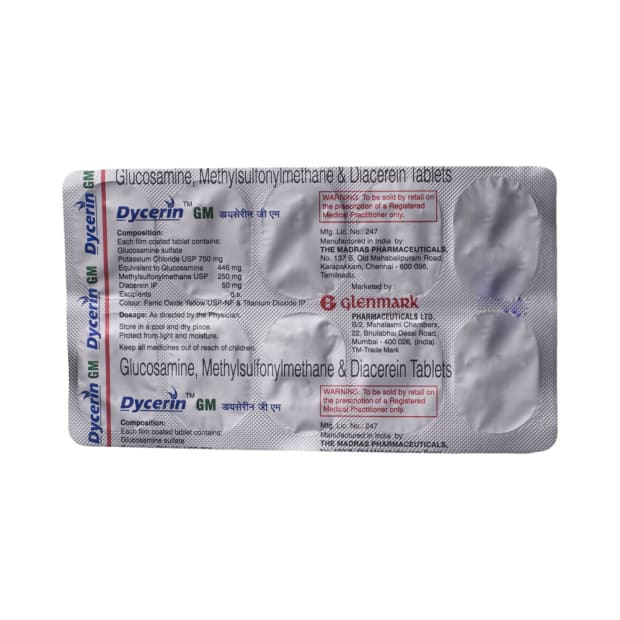 Glucosamine, Methylsulfonylmethane & Diacerein Tablets
Dycerin™ GM डायसेरीन जी एम
Composition:
Each film coated tablet contains:
Glucosamine sulfate
Potassium Chloride USP 750 mg
Equivalent to Glucosamine 446 mg
Methylsulfonylmethane USP 250 mg
Diacerein IP 50 mg
Excipients q.s.
Colour: Ferric Oxide Yellow USP-NF & Titanium Dioxide IP
Dosage: As directed by the Physician.
Store in a cool and dry place.
Protect from light and moisture.
Keep all medicines out of reach of children.
WARNING: To be sold by retail on
the prescription of a Registered
Medical Practitioner only.
Mfg. Lic. No.: 247
Manufactured in India by:
THE MADRAS PHARMACEUTICALS,
No. 137 B, Old Mahabalipuram Road,
Karapakkam, Chennai - 600 096,
Tamilnadu.
Marketed by
G glenmark
PHARMACEUTICALS LTD.
B/2, Mahalaxmi Chambers,
22, Bhulabhai Desai Road,
Mumbai - 400 026, (India).
TM-Trade Mark
Glucosamine, Methylsulfonylmethane & Diacerein Tablets
Dycerin™ GM डायसेरीन जी एम
Composition:
Each film coated tablet contains:
Glucosamine sulfate
WARNING: To be sold by retail on
the prescription of a Registered
Medical Practitioner only.
Mfg. Lic. No.: 247
Manufactured in India by:
THE MADRAS PHARMACEUTICALS,
Dycerin GM
Dycerin GM
Dycerin GM